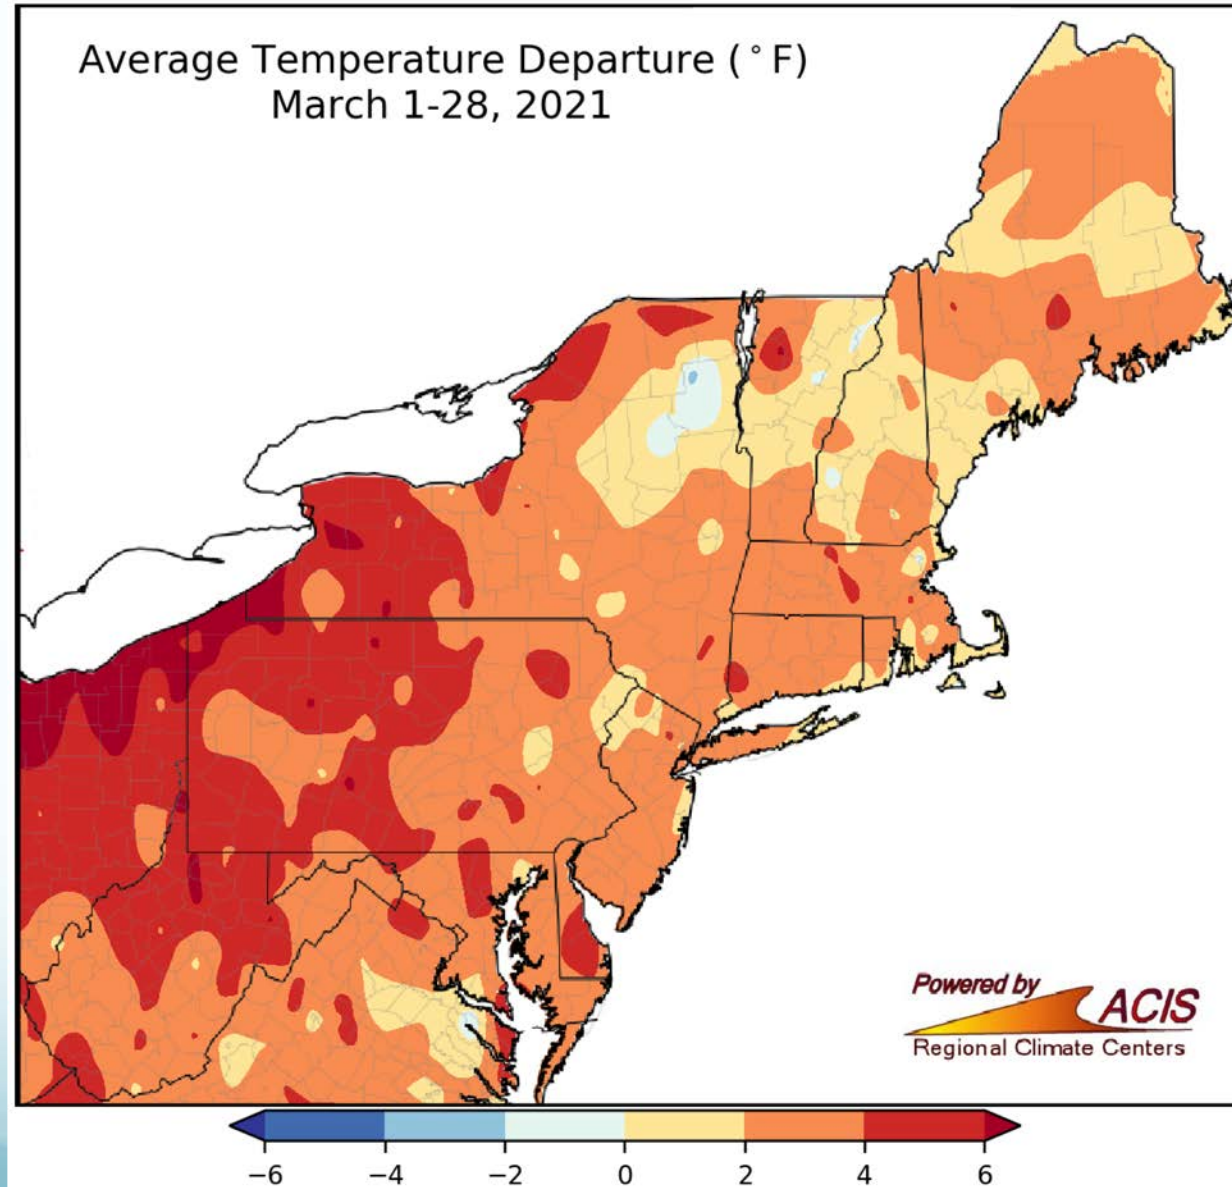 Average Temperature Departure (°F)
March 1-28, 2021
Powered by
ACIS
Regional Climate Centers
−6 −4 −2 0 2 4 6